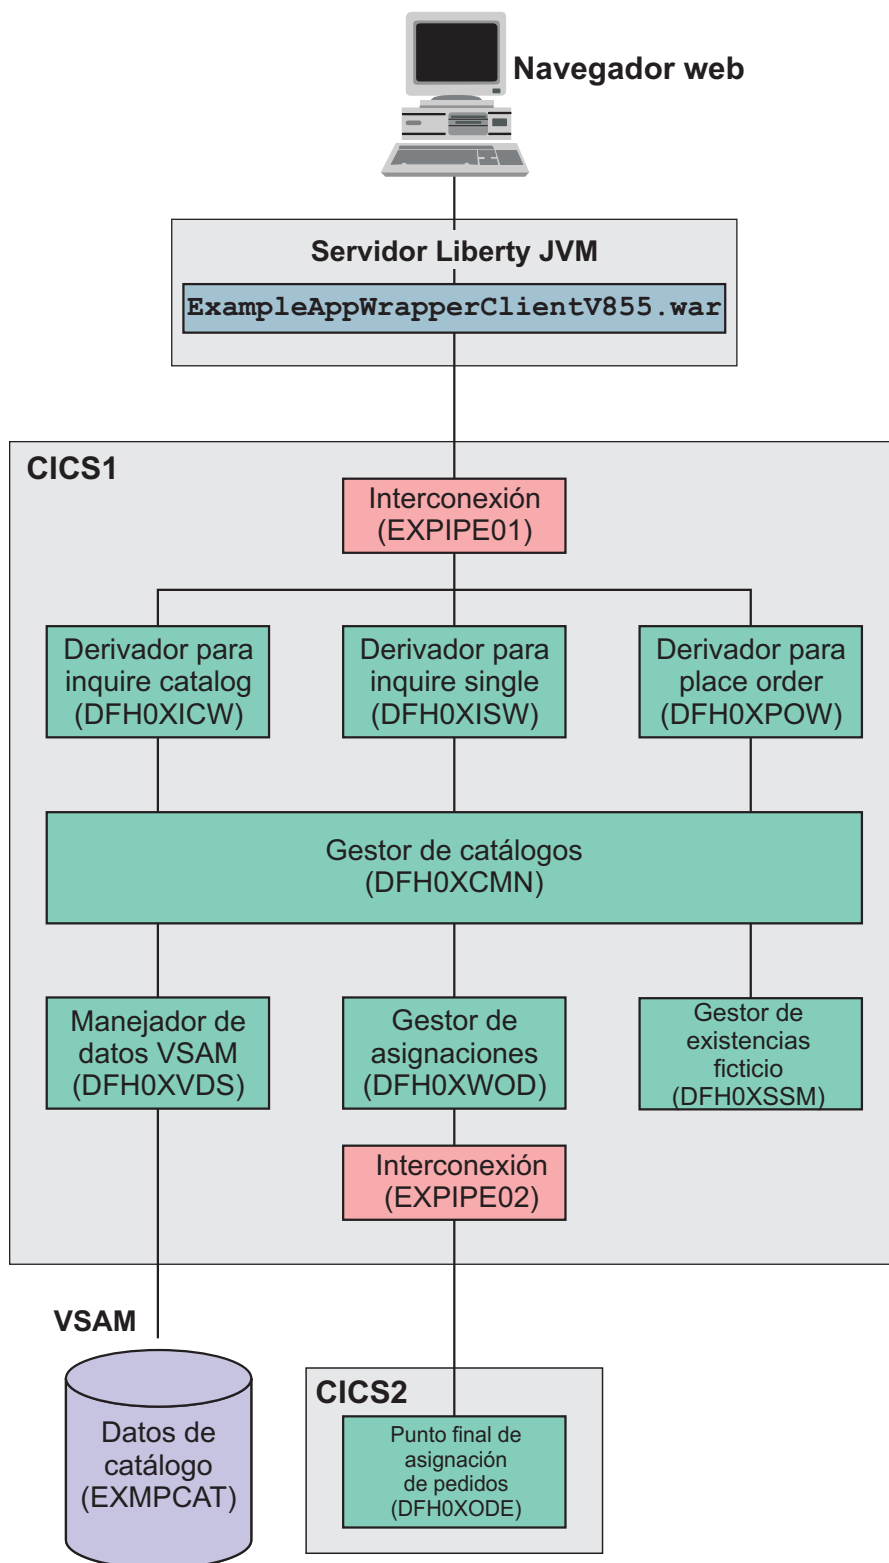 Navegador web
Servidor Liberty JVM
ExampleAppWrapperClientV855.war
CICS1
Interconexión
(EXPIPE01)
Derivador para
inquire catalog
(DFH0XICW)
Derivador para
inquire single
(DFH0XISW)
Derivador para
place order
(DFH0XPOW)
Gestor de catálogos
(DFH0XCMN)
Manejador de
datos VSAM
(DFH0XVDS)
Gestor de
asignaciones
(DFH0XWOD)
Gestor de
existencias
ficticio
(DFH0XSSM)
Interconexión
(EXPIPE02)
VSAM
Datos de
catálogo
(EXMPCAT)
CICS2
Punto final de
asignación
de pedidos
(DFH0XODE)